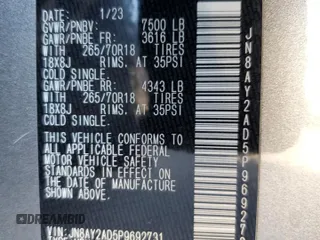 DATE: 1/23
GVWR/PNBV: 7500 LB
GAWR/PNBE FR: 3616 LB
WITH 265/70R18 TIRES
18X8J RIMS, AT 35PSI
COLD SINGLE.
GAWR/PNBE RR: 4343 LB
WITH 265/70R18 TIRES
18X8J RIMS, AT 35PSI
COLD SINGLE.
THIS VEHICLE CONFORMS TO
ALL APPLICABLE FEDERAL
MOTOR VEHICLE SAFETY
STANDARDS IN EFFECT ON
THE DATE OF MANUFACTURE
SHOWN ABOVE.
VIN: JN8AY2AD5P9692731
JN8AY2AD5P969273